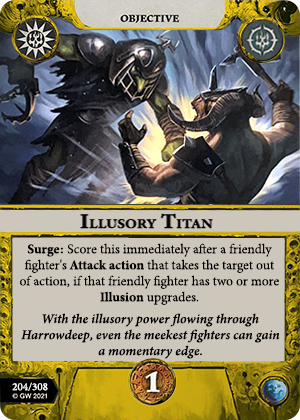 OBJECTIVE
ILLUSORY TITAN
Surge: Score this immediately after a friendly
fighter's Attack action that takes the target out
of action, if that friendly fighter has two or more
Illusion upgrades.
With the illusory power flowing through
Harrowdeep, even the meekest fighters can gain
a momentary edge.
204/308
© GW 2021
1